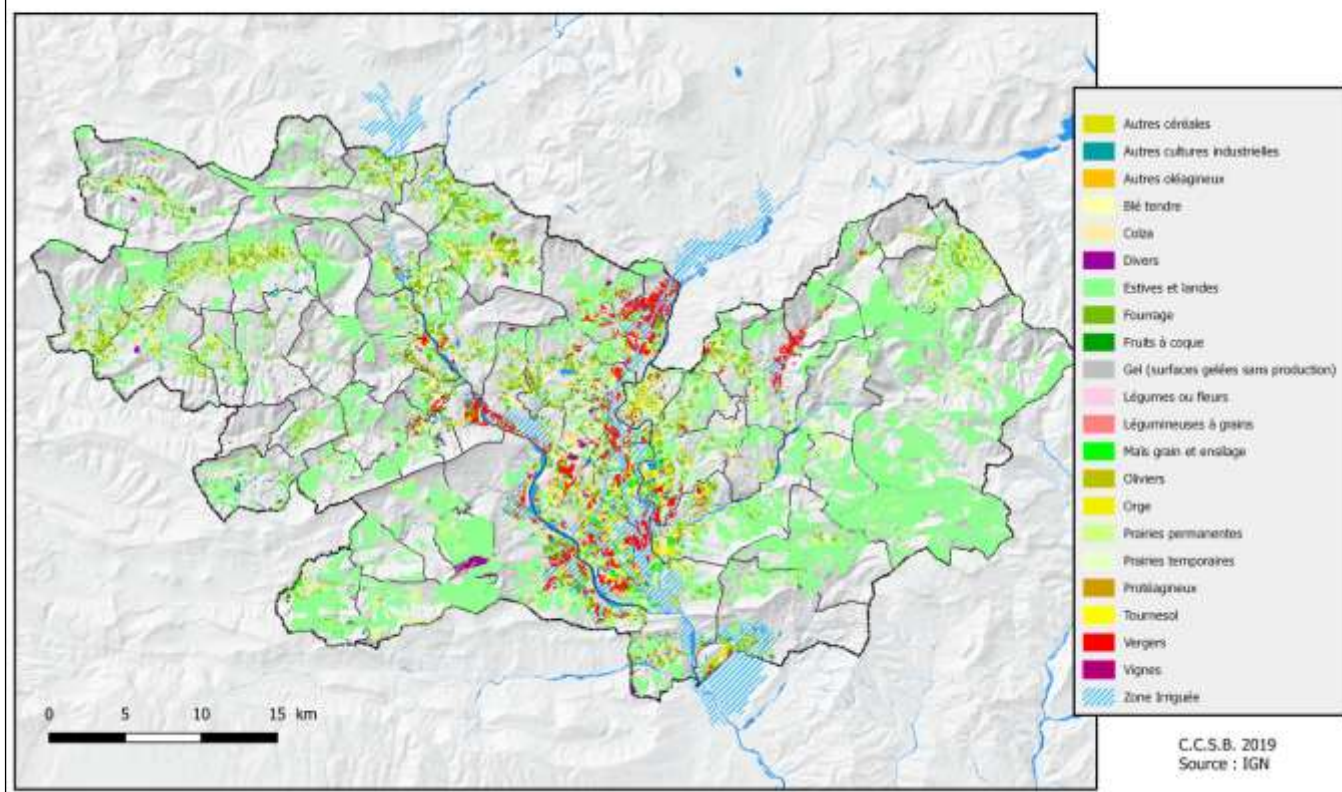 Autres céréales
Autres cultures industrielles
Autres oléagineux
Blé tendre
Colza
Divers
Estives et landes
Fourrage
Fruits à coque
Gel (surfaces gelées sans production)
Légumes ou fleurs
Légumineuses à grains
Maïs grain et ensilage
Oliviers
Orge
Prairies permanentes
Prairies temporaires
Protéagineux
Tournesol
Vergers
Vignes
Zone Irriguée
0 5 10 15 km
C.C.S.B. 2019
Source : IGN